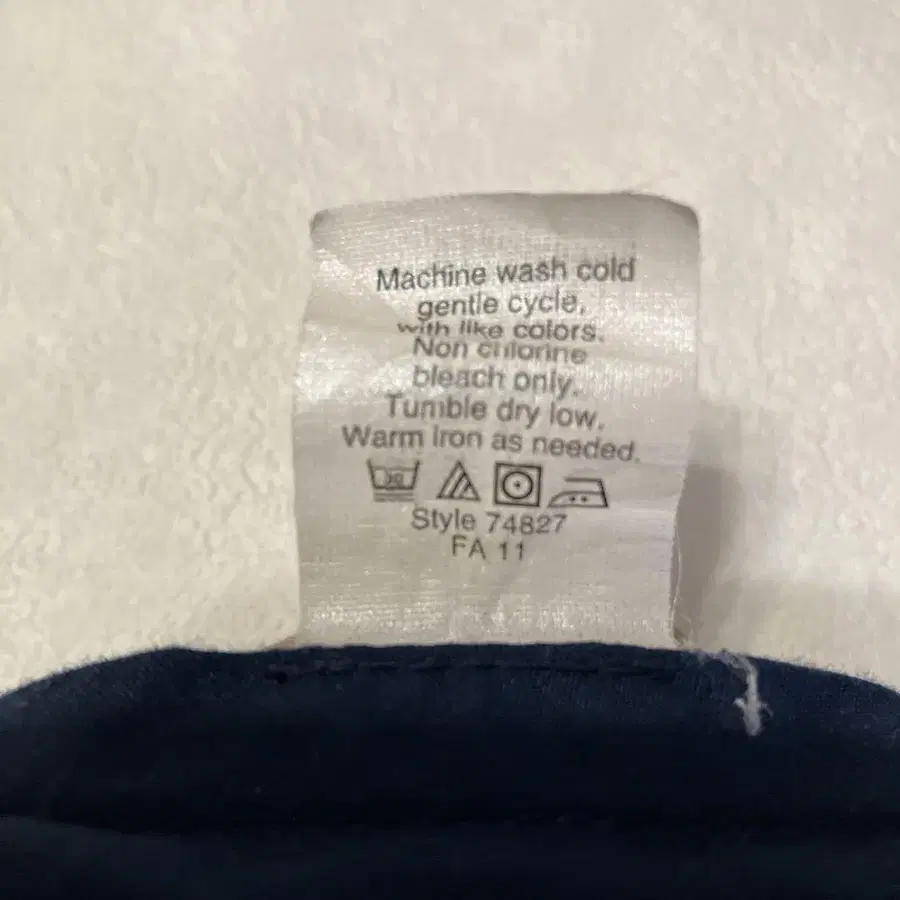 Machine wash cold
gentle cycle,
with like colors.
Non chlorine
bleach only.
Tumble dry low.
Warm iron as needed.
Style 74827
FA 11